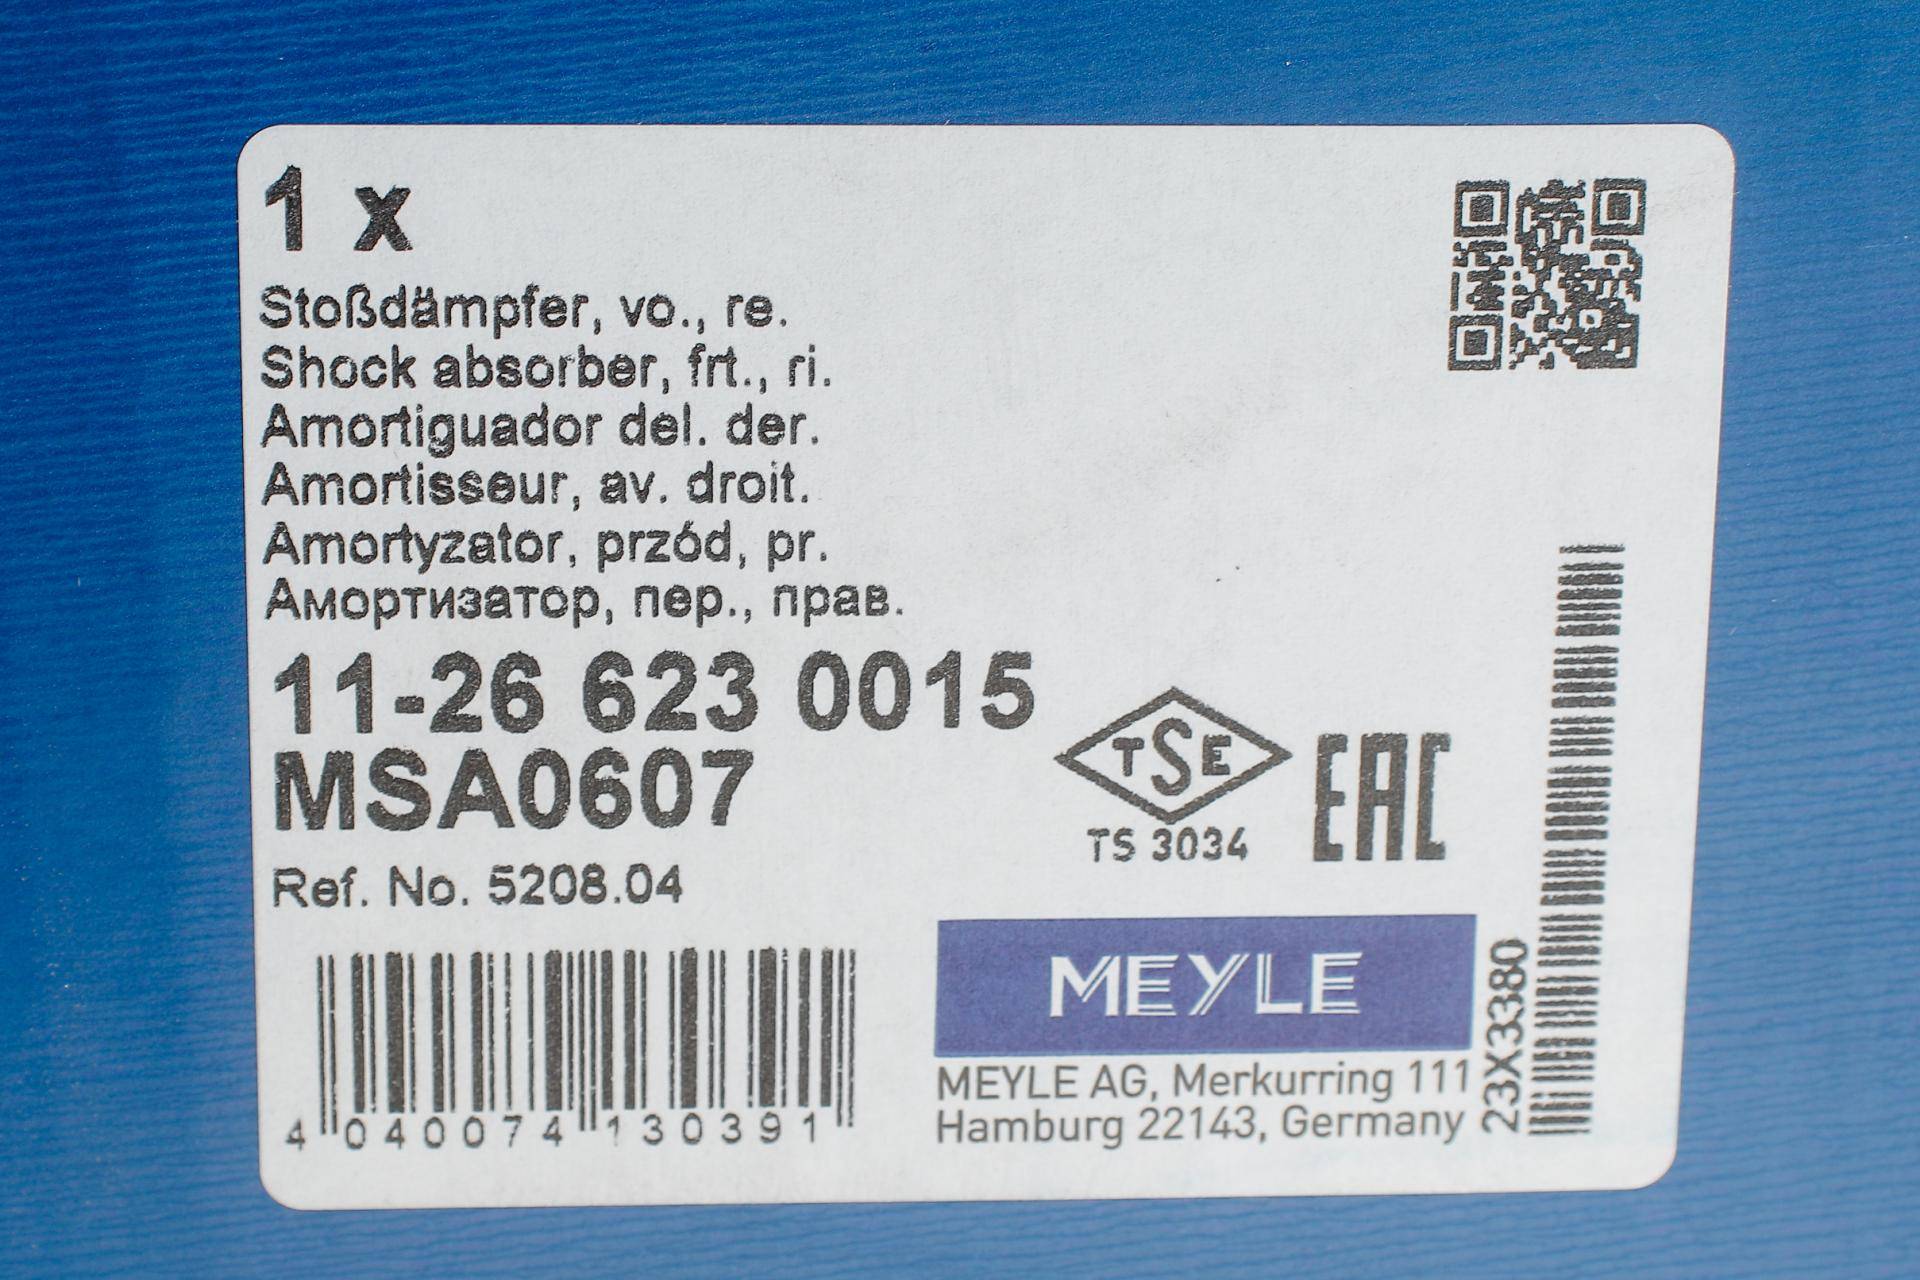 1 x
Stoßdämpfer, vo., re.
Shock absorber, frt., ri.
Amortiguador del. der.
Amortisseur, av. droit.
Amortyzator, przód, pr.
Амортизатор, пер., прав.
11-26 623 0015
MSA0607
Ref. No. 5208.04
TSE
TS 3034
EAC
4 040074 130391
MEYLE
MEYLE AG, Merkurring 111
Hamburg 22143, Germany
23X3380